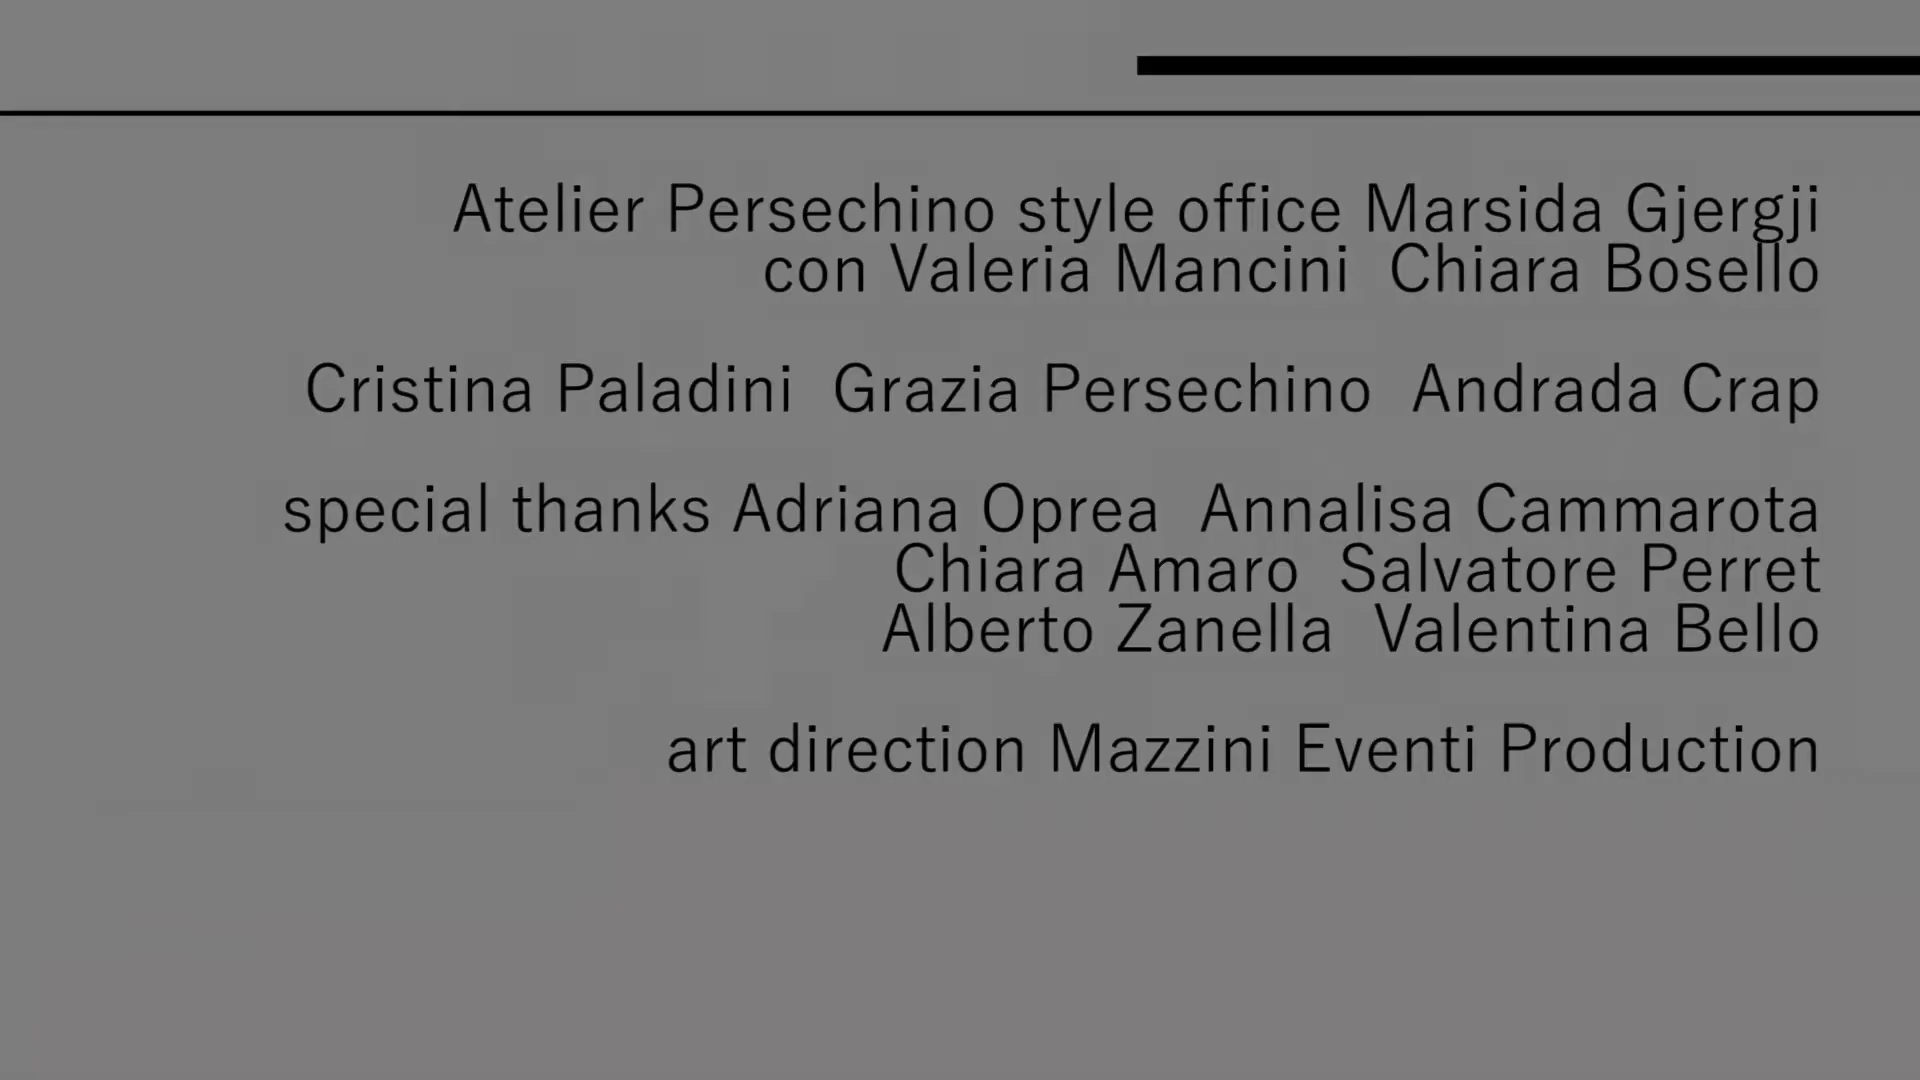 Atelier Persechino style office Marsida Gjergji
con Valeria Mancini  Chiara Bosello
Cristina Paladini  Grazia Persechino  Andrada Crap
special thanks Adriana Oprea  Annalisa Cammarota
Chiara Amaro  Salvatore Perret
Alberto Zanella  Valentina Bello
art direction Mazzini Eventi Production